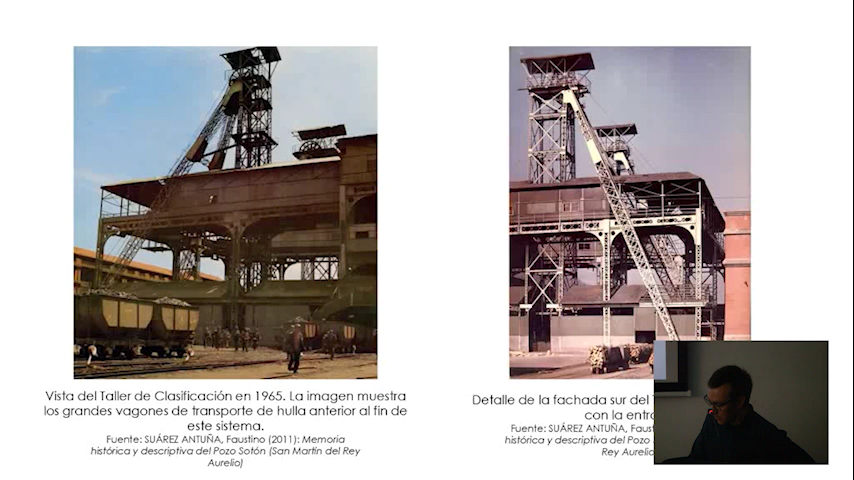 Vista del Taller de Clasificación en 1965. La imagen muestra
los grandes vagones de transporte de hulla anterior al fin de
este sistema.
Fuente: SUÁREZ ANTUÑA, Faustino (2011): Memoria
histórica y descriptiva del Pozo Sotón (San Martín del Rey
Aurelio)
Detalle de la fachada sur del
con la entr
Fuente: SUÁREZ ANTUÑA, Faust
histórica y descriptiva del Pozo
Rey Aurelio